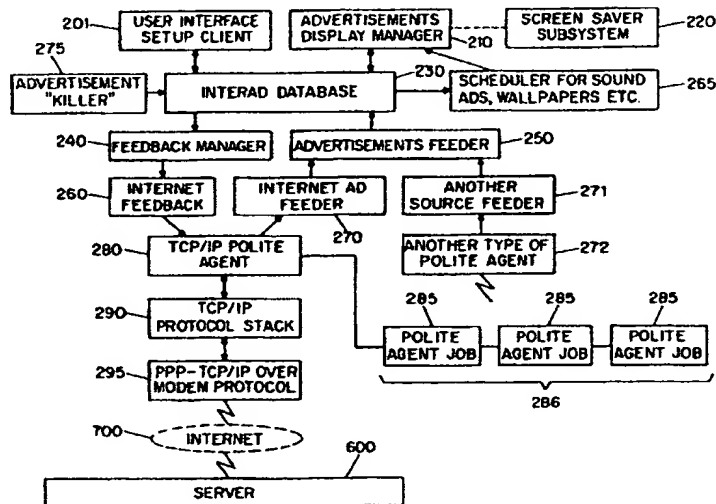 201
USER INTERFACE
SETUP CLIENT
ADVERTISEMENTS
DISPLAY MANAGER
210
SCREEN SAVER
SUBSYSTEM
220
275
ADVERTISEMENT
"KILLER"
INTERAD DATABASE
230
SCHEDULER FOR SOUND
ADS, WALLPAPERS ETC.
265
240
FEEDBACK MANAGER
ADVERTISEMENTS FEEDER
250
260
INTERNET
FEEDBACK
INTERNET AD
FEEDER
270
ANOTHER
SOURCE FEEDER
271
280
TCP/IP POLITE
AGENT
ANOTHER TYPE OF
POLITE AGENT
272
290
TCP/IP
PROTOCOL STACK
285
285
285
POLITE
AGENT JOB
POLITE
AGENT JOB
POLITE
AGENT JOB
286
295
PPP-TCP/IP OVER
MODEM PROTOCOL
700
INTERNET
600
SERVER